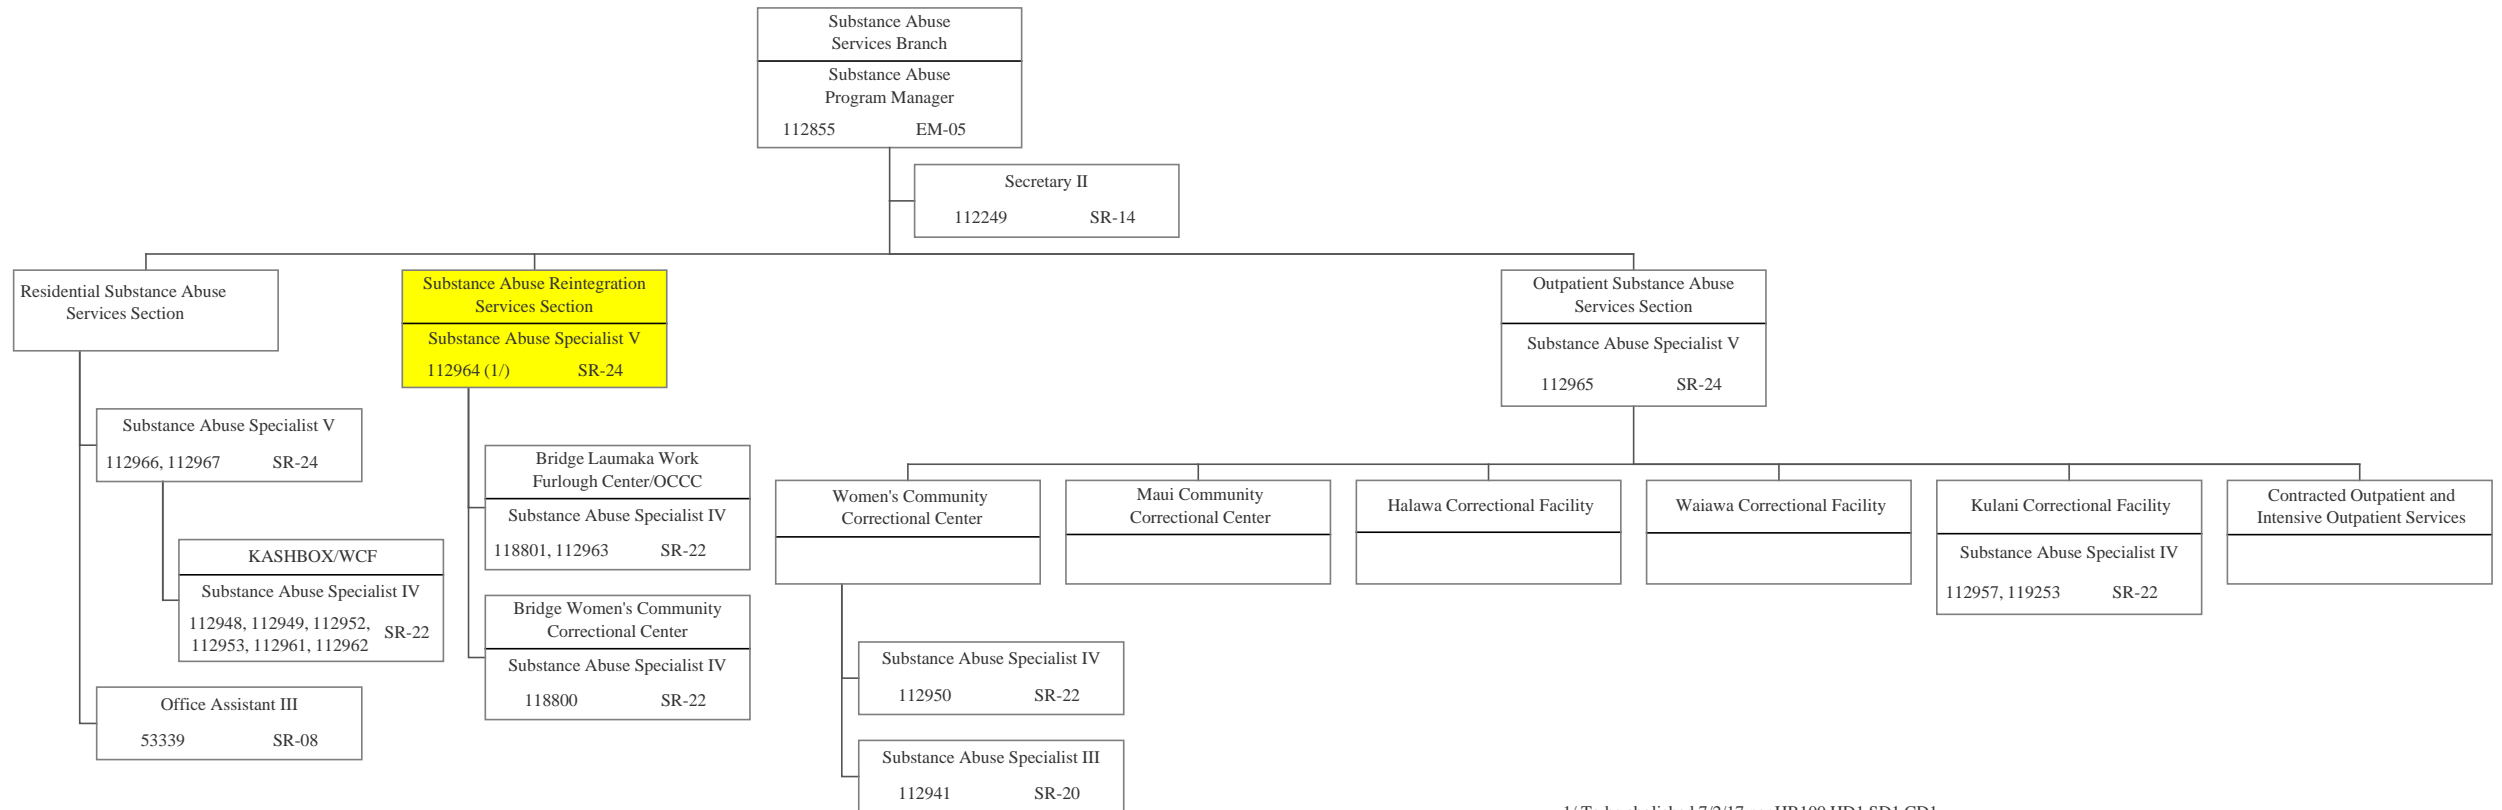 Substance Abuse
Services Branch
Substance Abuse
Program Manager
112855 EM-05
Secretary II
112249 SR-14
Residential Substance Abuse
Services Section
Substance Abuse Specialist V
112966, 112967 SR-24
KASHBOX/WCF
Substance Abuse Specialist IV
112948, 112949, 112952,
112953, 112961, 112962 SR-22
Office Assistant III
53339 SR-08
Substance Abuse Reintegration
Services Section
Substance Abuse Specialist V
112964 (1/) SR-24
Bridge Laumaka Work
Furlough Center/OCCC
Substance Abuse Specialist IV
118801, 112963 SR-22
Bridge Women's Community
Correctional Center
Substance Abuse Specialist IV
118800 SR-22
Outpatient Substance Abuse
Services Section
Substance Abuse Specialist V
112965 SR-24
Women's Community
Correctional Center
Substance Abuse Specialist IV
112950 SR-22
Substance Abuse Specialist III
112941 SR-20
Maui Community
Correctional Center
Halawa Correctional Facility
Waiawa Correctional Facility
Kulani Correctional Facility
Substance Abuse Specialist IV
112957, 119253 SR-22
Contracted Outpatient and
Intensive Outpatient Services